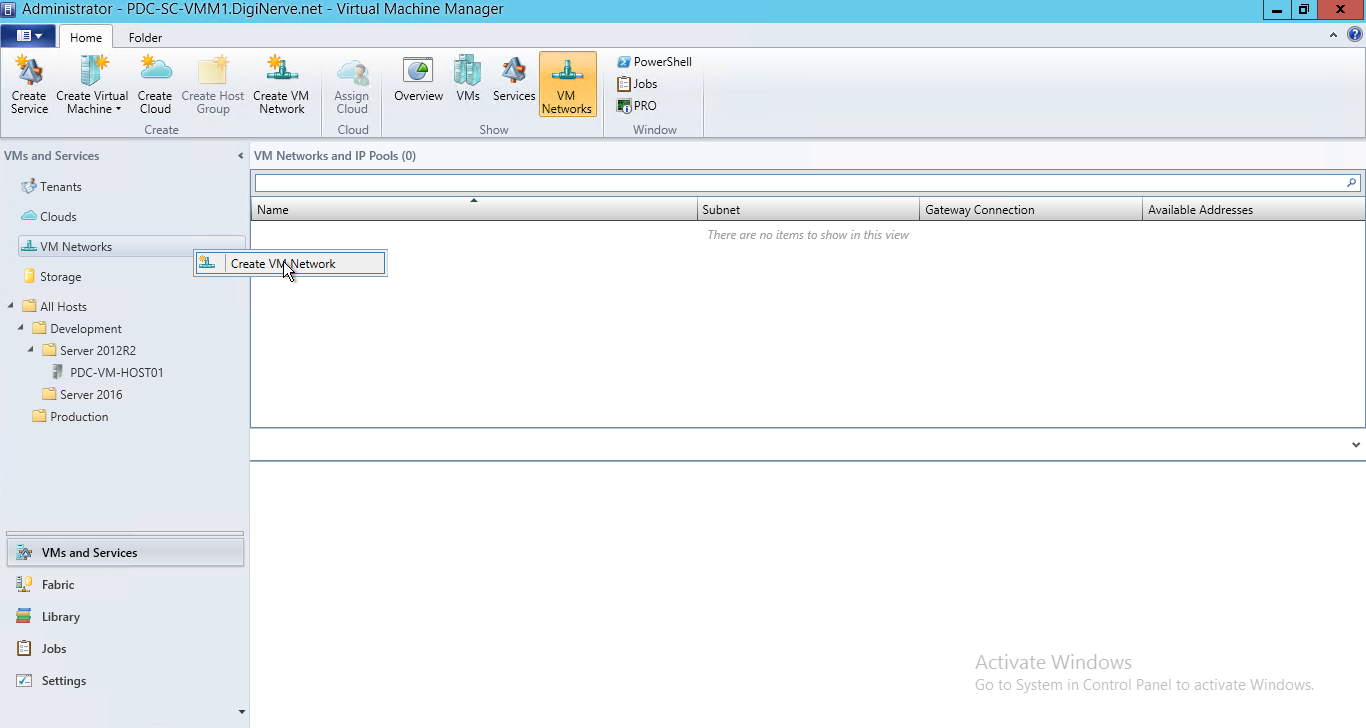 Administrator - PDC-SC-VMM1.DigiNerve.net - Virtual Machine Manager
Home Folder
Create Service
Create Virtual Machine
Create Cloud
Create Host Group
Create VM Network
Assign Cloud
Overview
VMs
Services
VM Networks
PowerShell
Jobs
PRO
Create Cloud Show Window
VMs and Services
VM Networks and IP Pools (0)
Tenants
Clouds
VM Networks
Storage
All Hosts
Development
Server 2012R2
PDC-VM-HOST01
Server 2016
Production
Create VM Network
Name Subnet Gateway Connection Available Addresses
There are no items to show in this view
VMs and Services
Fabric
Library
Jobs
Settings
Activate Windows
Go to System in Control Panel to activate Windows.